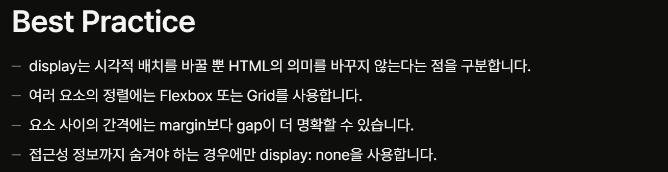 Best Practice
— display는 시각적 배치를 바꿀 뿐 HTML의 의미를 바꾸지 않는다는 점을 구분합니다.
— 여러 요소의 정렬에는 Flexbox 또는 Grid를 사용합니다.
— 요소 사이의 간격에는 margin보다 gap이 더 명확할 수 있습니다.
— 접근성 정보까지 숨겨야 하는 경우에만 display: none을 사용합니다.